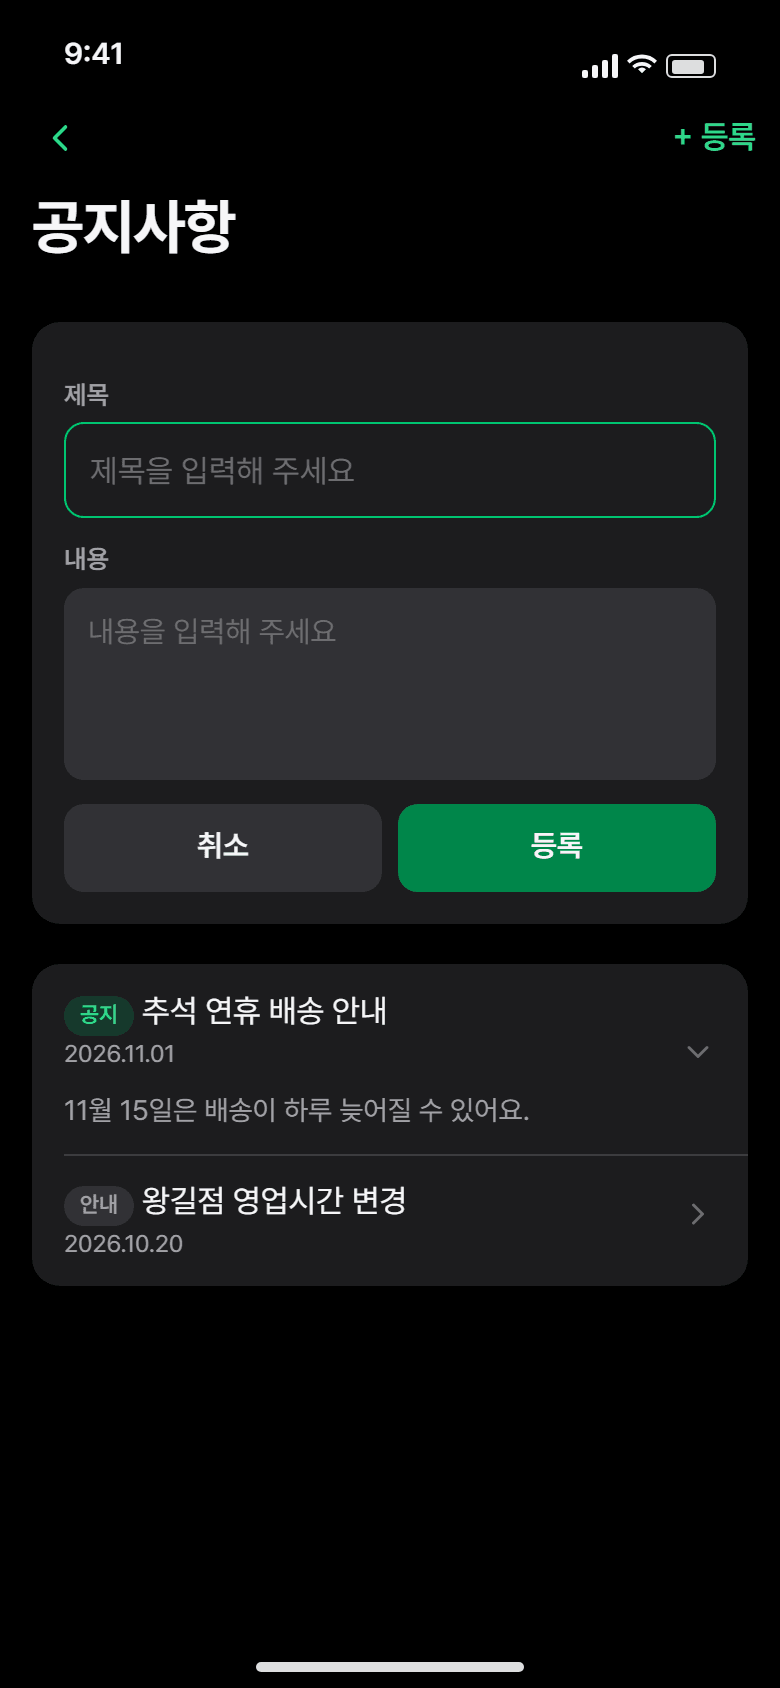 9:41
+ 등록
공지사항
제목
제목을 입력해 주세요
내용
내용을 입력해 주세요
취소
등록
공지 추석 연휴 배송 안내
2026.11.01
11월 15일은 배송이 하루 늦어질 수 있어요.
안내 왕길점 영업시간 변경
2026.10.20